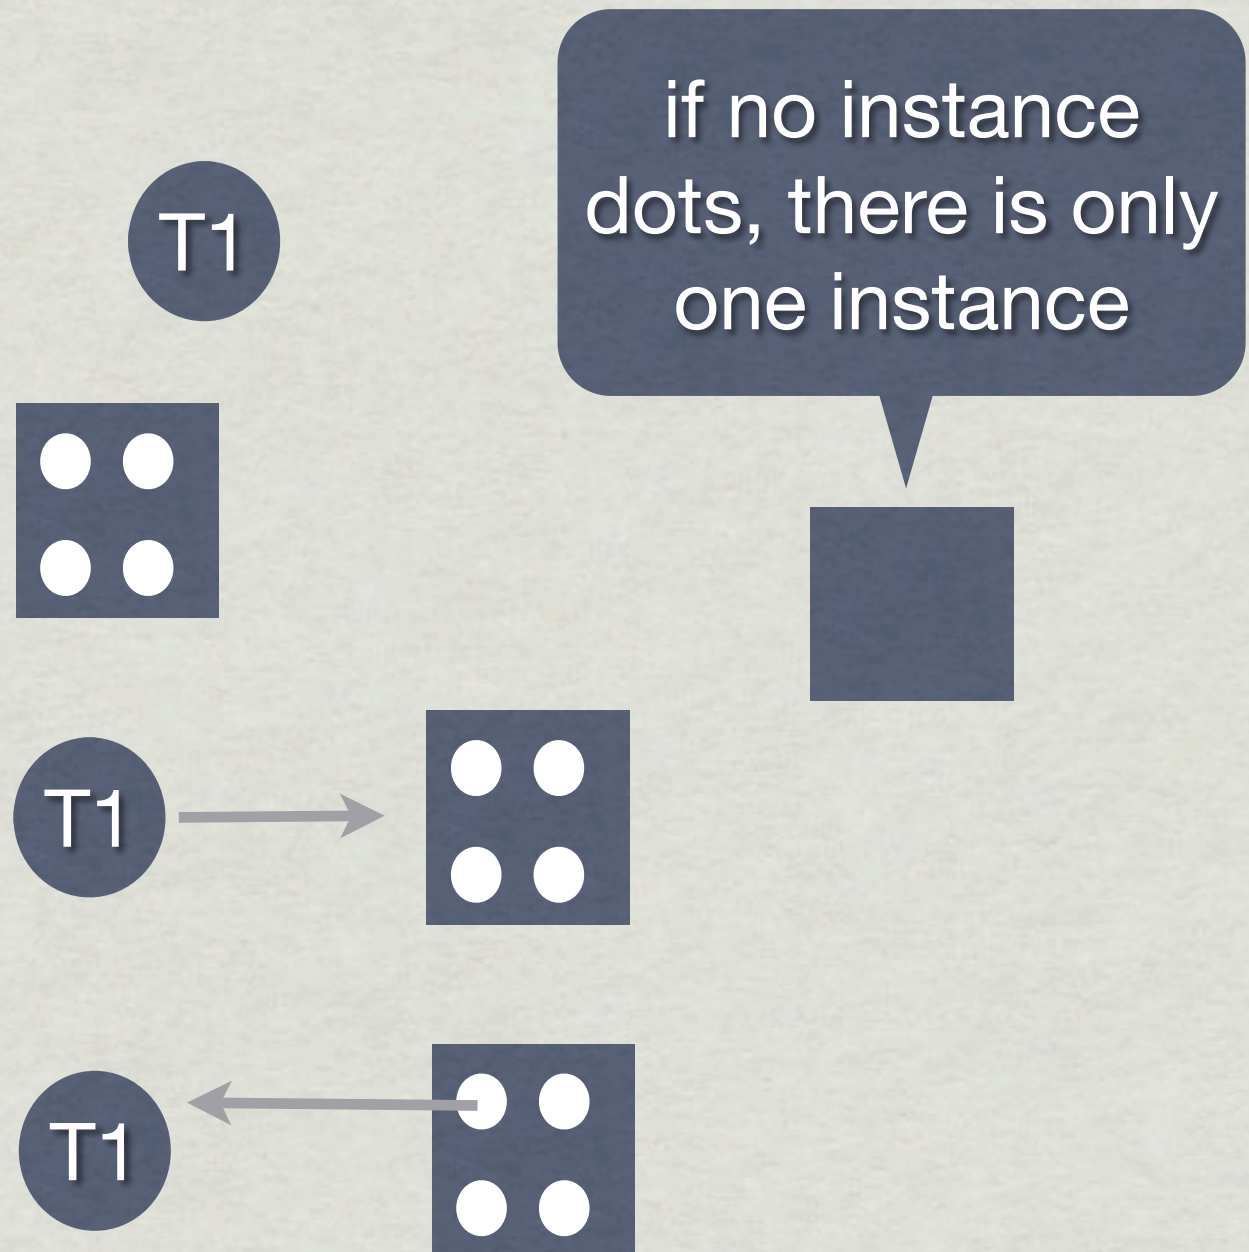 if no instance
dots, there is only
one instance
T1
T1
T1